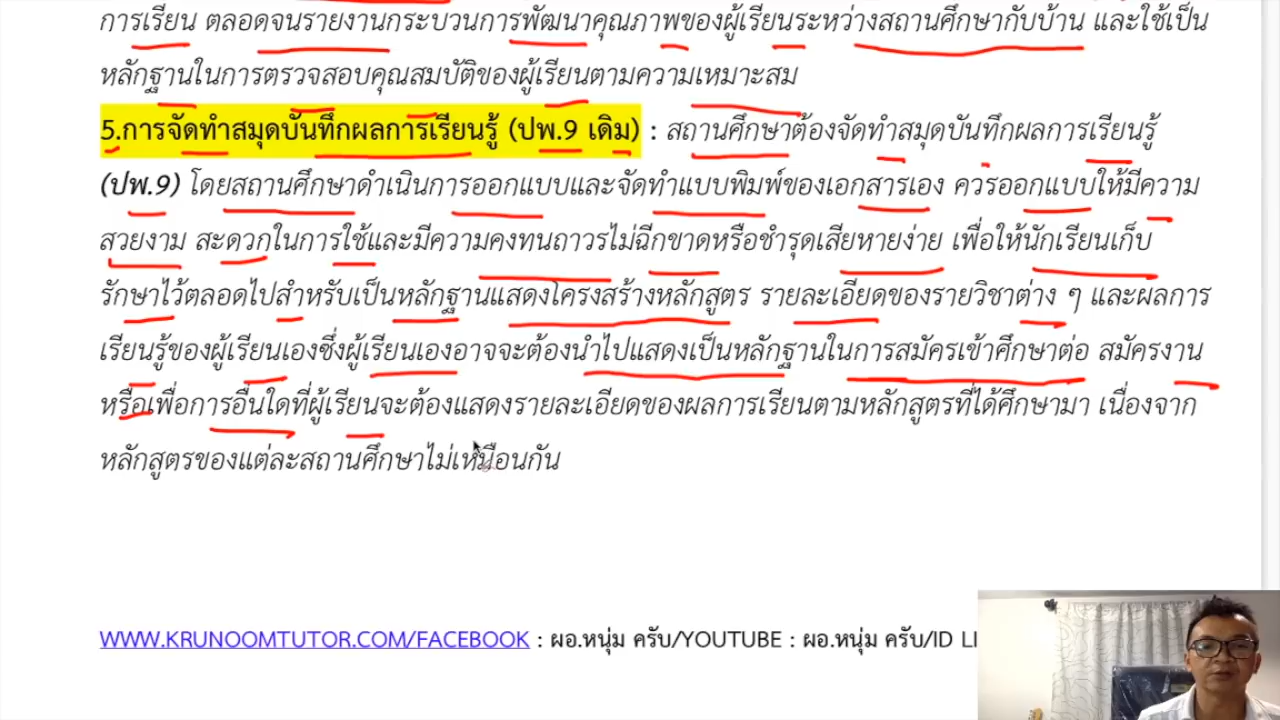 การเรียน ตลอดจนรายงานกระบวนการพัฒนาคุณภาพของผู้เรียนระหว่างสถานศึกษากับบ้าน และใช้เป็น
หลักฐานในการตรวจสอบคุณสมบัติของผู้เรียนตามความเหมาะสม
5.การจัดทำสมุดบันทึกผลการเรียนรู้ (ปพ.9 เดิม) : สถานศึกษาต้องจัดทำสมุดบันทึกผลการเรียนรู้
(ปพ.9) โดยสถานศึกษาดำเนินการออกแบบและจัดทำแบบพิมพ์ของเอกสารเอง ควรออกแบบให้มีความ
สวยงาม สะดวกในการใช้และมีความคงทนถาวรไม่ฉีกขาดหรือชำรุดเสียหายง่าย เพื่อให้นักเรียนเก็บ
รักษาไว้ตลอดไปสำหรับเป็นหลักฐานแสดงโครงสร้างหลักสูตร รายละเอียดของรายวิชาต่าง ๆ และผลการ
เรียนรู้ของผู้เรียนเองซึ่งผู้เรียนเองอาจจะต้องนำไปแสดงเป็นหลักฐานในการสมัครเข้าศึกษาต่อ สมัครงาน
หรือเพื่อการอื่นใดที่ผู้เรียนจะต้องแสดงรายละเอียดของผลการเรียนตามหลักสูตรที่ได้ศึกษามา เนื่องจาก
หลักสูตรของแต่ละสถานศึกษาไม่เหมือนกัน
WWW.KRUNOOMTUTOR.COM/FACEBOOK : ผอ.หนุ่ม ครับ/YOUTUBE : ผอ.หนุ่ม ครับ/ID LI